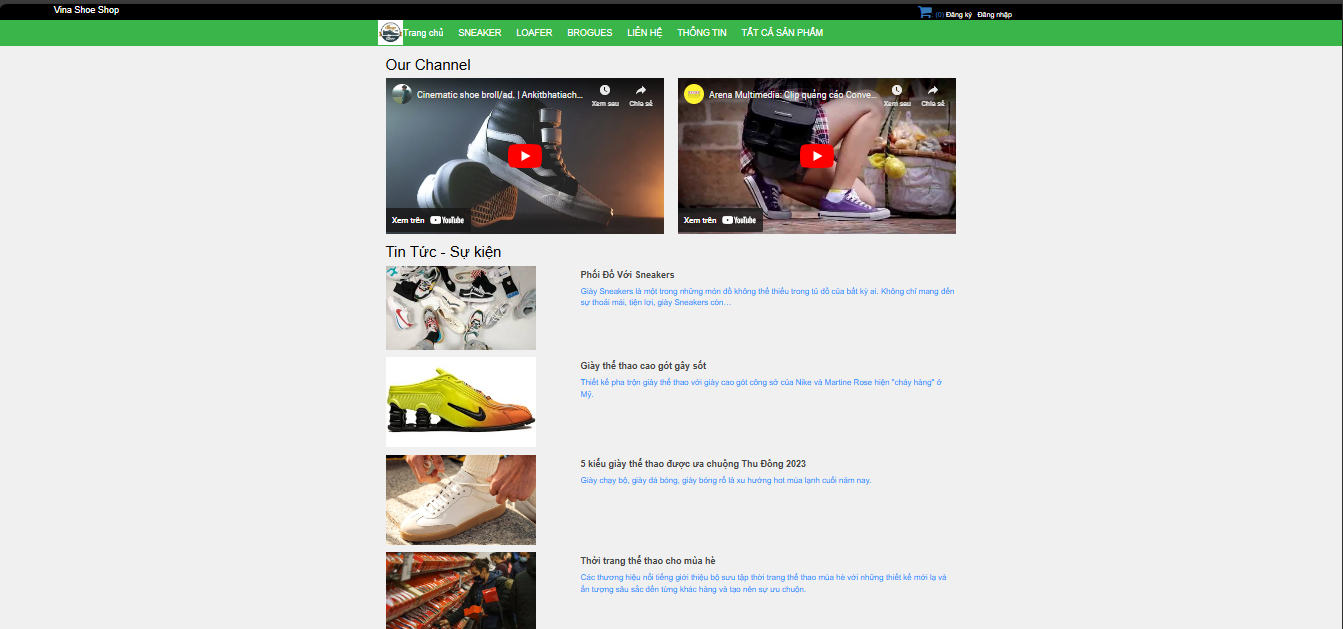 Vina Shoe Shop
(0) Đăng ký Đăng nhập
Trang chủ SNEAKER LOAFER BROGUES LIÊN HỆ THÔNG TIN TẤT CẢ SẢN PHẨM
Our Channel
Cinematic shoe broll/ad. | Ankitbhatiach...
Xem sau Chia sẻ
Xem trên YouTube
Arena Multimedia: Clip quảng cáo Conve...
Xem sau Chia sẻ
Xem trên YouTube
Tin Tức - Sự kiện
Phối Đồ Với Sneakers
Giày Sneakers là một trong những món đồ không thể thiếu trong tủ đồ của bất kỳ ai. Không chỉ mang đến
sự thoải mái, tiện lợi, giày Sneakers còn...
Giày thể thao cao gót gây sốt
Thiết kế pha trộn giày thể thao với giày cao gót công sở của Nike và Martine Rose hiện "cháy hàng" ở
Mỹ.
5 kiểu giày thể thao được ưa chuộng Thu Đông 2023
Giày chạy bộ, giày đá bóng, giày bóng rổ là xu hướng hot mùa lạnh cuối năm nay.
Thời trang thể thao cho mùa hè
Các thương hiệu nổi tiếng giới thiệu bộ sưu tập thời trang thể thao mùa hè với những thiết kế mới lạ và
ấn tượng sâu sắc đến từng khác hàng và tạo nên sự ưu chuộn.